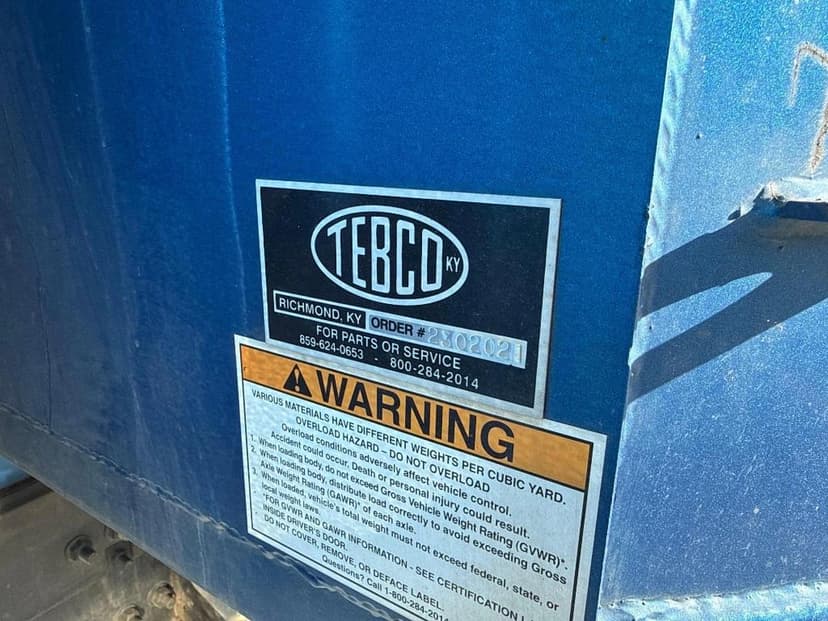 TEBCO KY
RICHMOND, KY ORDER # 2302021
FOR PARTS OR SERVICE
859-624-0653 - 800-284-2014
WARNING
VARIOUS MATERIALS HAVE DIFFERENT WEIGHTS PER CUBIC YARD.
OVERLOAD HAZARD – DO NOT OVERLOAD
Overload conditions adversely affect vehicle control.
Accident could occur. Death or personal injury could result.
1. When loading body, do not exceed Gross Vehicle Weight Rating (GVWR)*.
2. When loading body, distribute load correctly to avoid exceeding Gross
Axle Weight Rating (GAWR)* of each axle.
3. When loaded, vehicle's total weight must not exceed federal, state, or
local weight laws.
*FOR GVWR AND GAWR INFORMATION - SEE CERTIFICATION
INSIDE DRIVER'S DOOR.
DO NOT COVER, REMOVE, OR DEFACE LABEL.
Questions? Call 1-800-284-2014